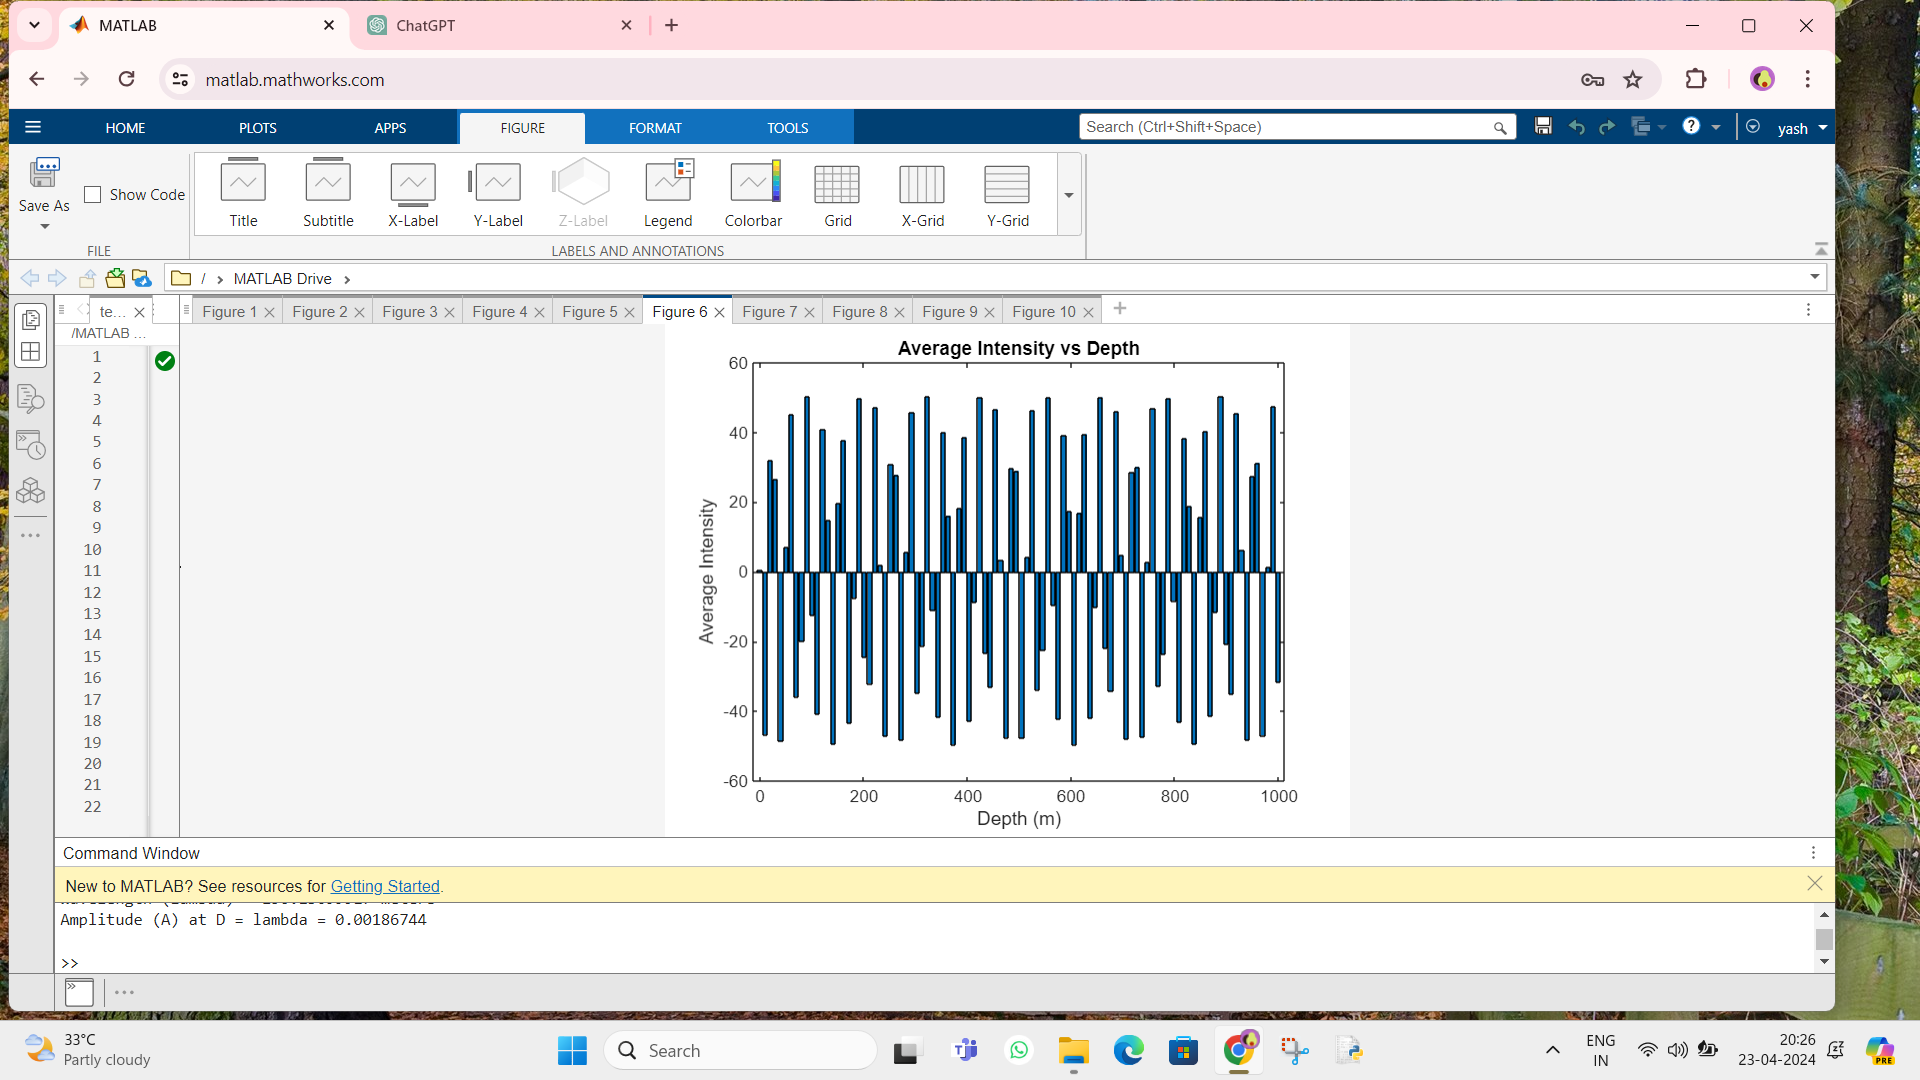 MATLAB
ChatGPT
matlab.mathworks.com
HOME PLOTS APPS FIGURE FORMAT TOOLS
Search (Ctrl+Shift+Space)
yash
Save As
Show Code
Title Subtitle X-Label Y-Label Z-Label Legend Colorbar Grid X-Grid Y-Grid
FILE LABELS AND ANNOTATIONS
/ › MATLAB Drive ›
te...
Figure 1 Figure 2 Figure 3 Figure 4 Figure 5 Figure 6 Figure 7 Figure 8 Figure 9 Figure 10
/MATLAB ...
1
2
3
4
5
6
7
8
9
10
11
12
13
14
15
16
17
18
19
20
21
22
Average Intensity vs Depth
60
40
20
0
-20
-40
-60
Average Intensity
0 200 400 600 800 1000
Depth (m)
Command Window
New to MATLAB? See resources for Getting Started.
Amplitude (A) at D = lambda = 0.00186744
>>
33°C
Partly cloudy
Search
PRE
ENG
IN
20:26
23-04-2024